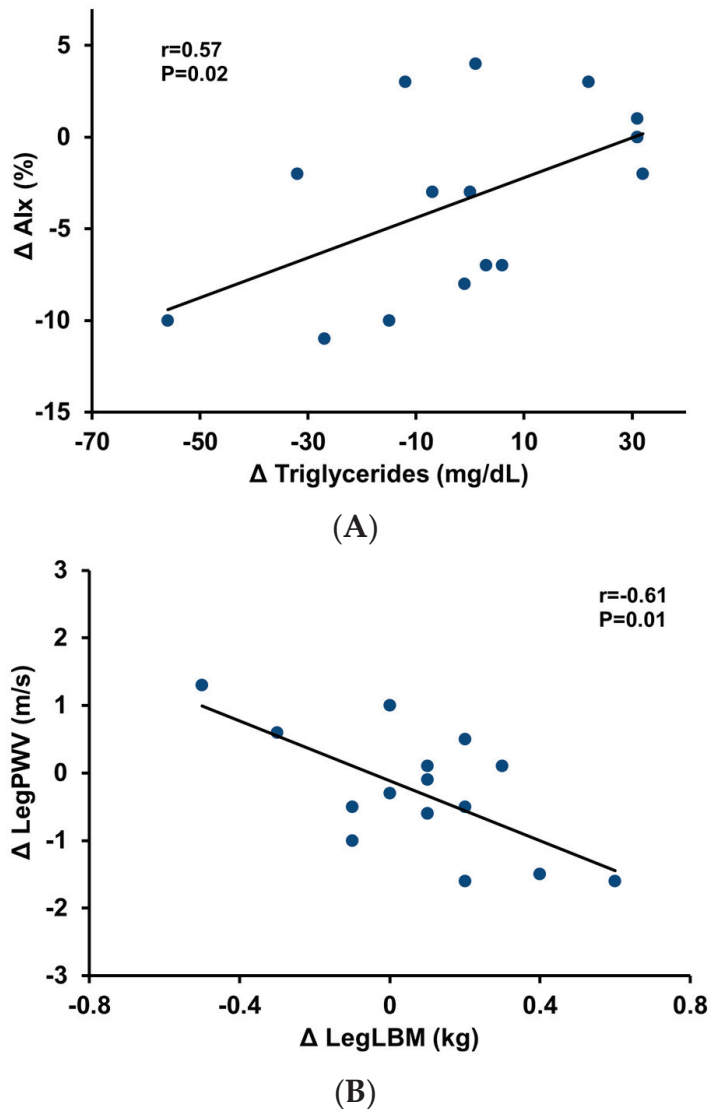 5
0
-5
-10
-15
Δ AIx (%)
r=0.57
P=0.02
-70
-50
-30
-10
10
30
Δ Triglycerides (mg/dL)
(A)
3
2
1
0
-1
-2
-3
Δ LegPWV (m/s)
r=-0.61
P=0.01
-0.8
-0.4
0
0.4
0.8
Δ LegLBM (kg)
(B)